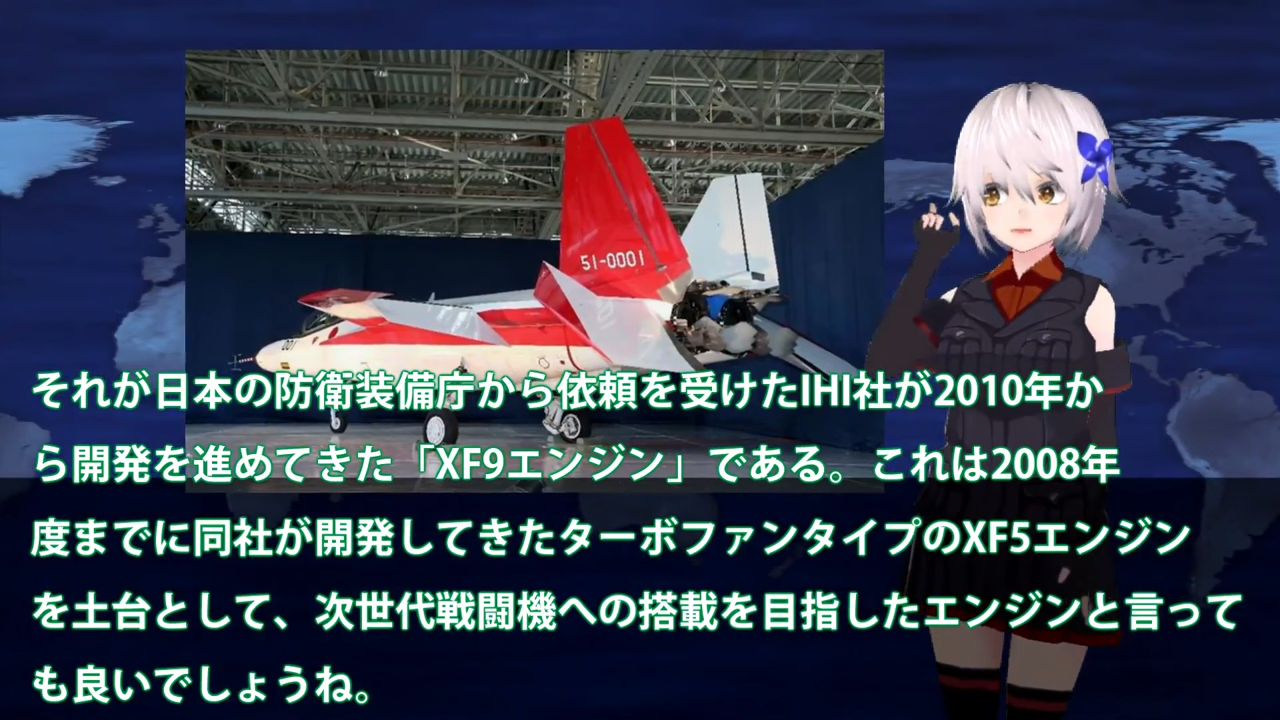 51-0001
001
それが日本の防衛装備庁から依頼を受けたIHI社が2010年か
ら開発を進めてきた「XF9エンジン」である。これは2008年
度までに同社が開発してきたターボファンタイプのXF5エンジン
を土台として、次世代戦闘機への搭載を目指したエンジンと言って
も良いでしょうね。